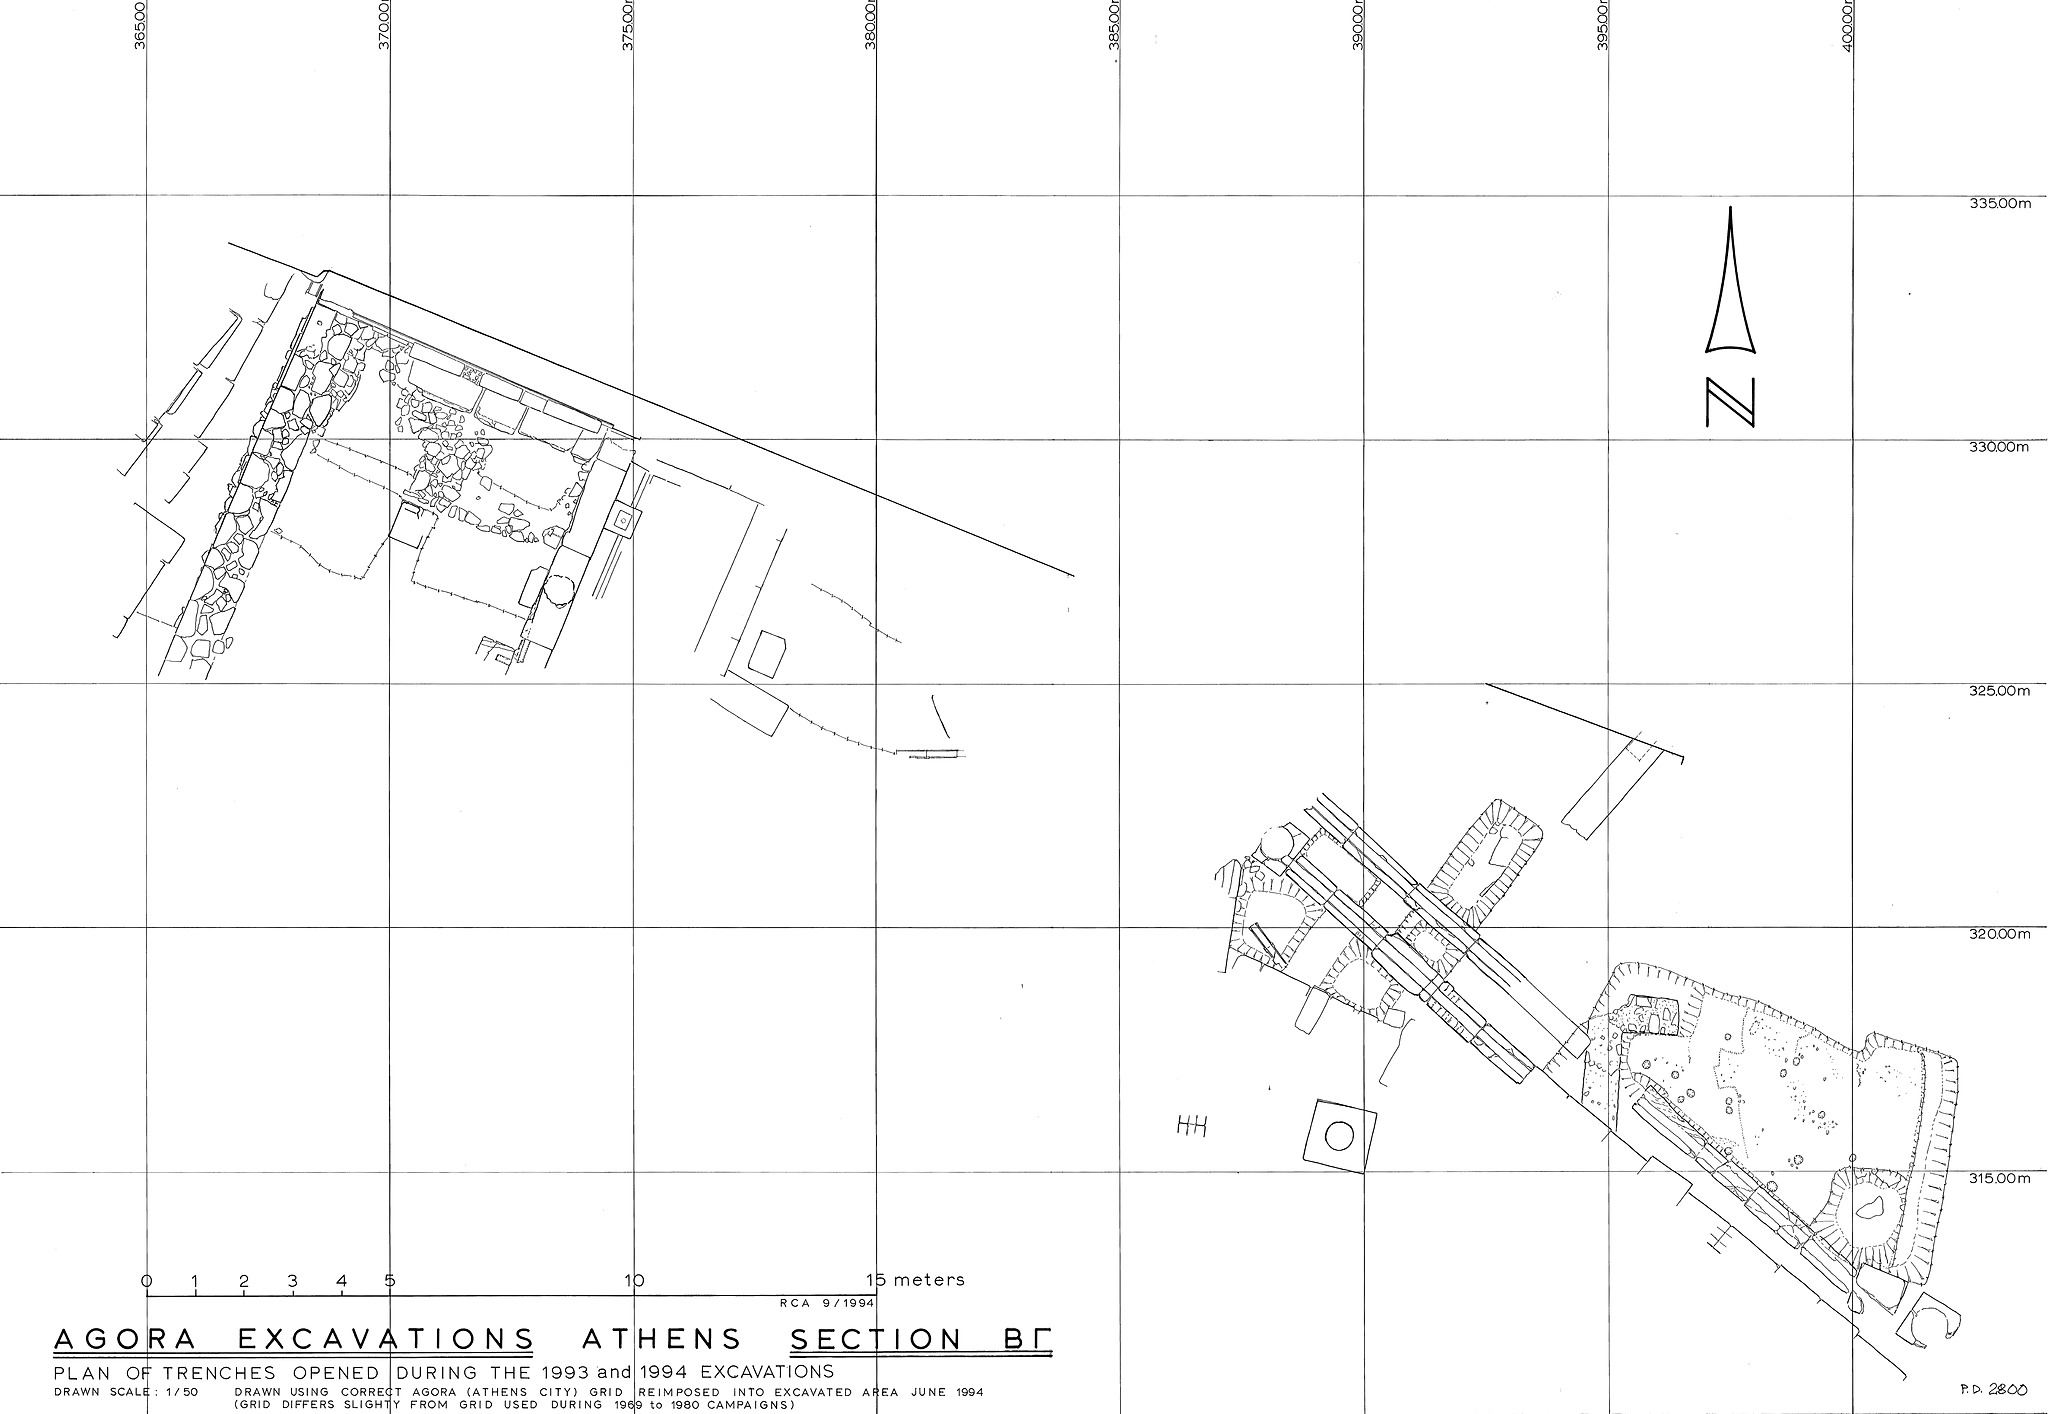 365.00m
370.00m
375.00m
380.00m
385.00m
390.00m
395.00m
400.00m
335.00m
N
330.00m
325.00m
320.00m
315.00m
0 1 2 3 4 5 10 15 meters
RCA 9/1994
AGORA EXCAVATIONS ATHENS SECTION ΒΓ
PLAN OF TRENCHES OPENED DURING THE 1993 and 1994 EXCAVATIONS
DRAWN SCALE: 1/50 DRAWN USING CORRECT AGORA (ATHENS CITY) GRID REIMPOSED INTO EXCAVATED AREA JUNE 1994
(GRID DIFFERS SLIGHTY FROM GRID USED DURING 1969 to 1980 CAMPAIGNS)
P.D. 2800